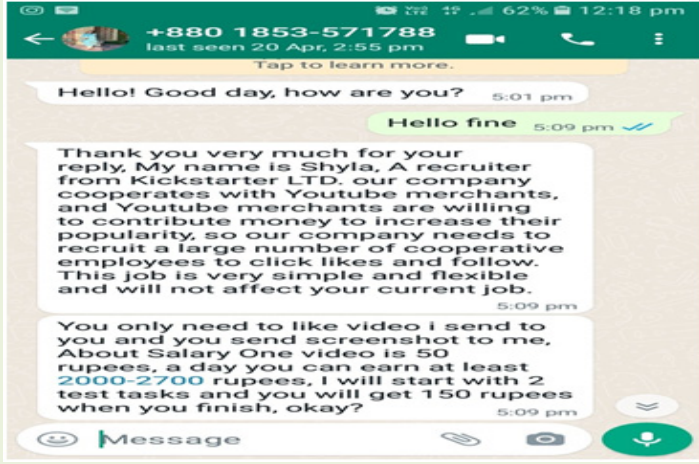 62% 12:18 pm
+880 1853-571788
last seen 20 Apr, 2:55 pm
Tap to learn more.
Hello! Good day, how are you? 5:01 pm
Hello fine 5:09 pm
Thank you very much for your
reply, My name is Shyla, A recruiter
from Kickstarter LTD. our company
cooperates with Youtube merchants,
and Youtube merchants are willing
to contribute money to increase their
popularity, so our company needs to
recruit a large number of cooperative
employees to click likes and follow.
This job is very simple and flexible
and will not affect your current job.
5:09 pm
You only need to like video i send to
you and you send screenshot to me,
About Salary One video is 50
rupees, a day you can earn at least
2000-2700 rupees, I will start with 2
test tasks and you will get 150 rupees
when you finish, okay? 5:09 pm
Message